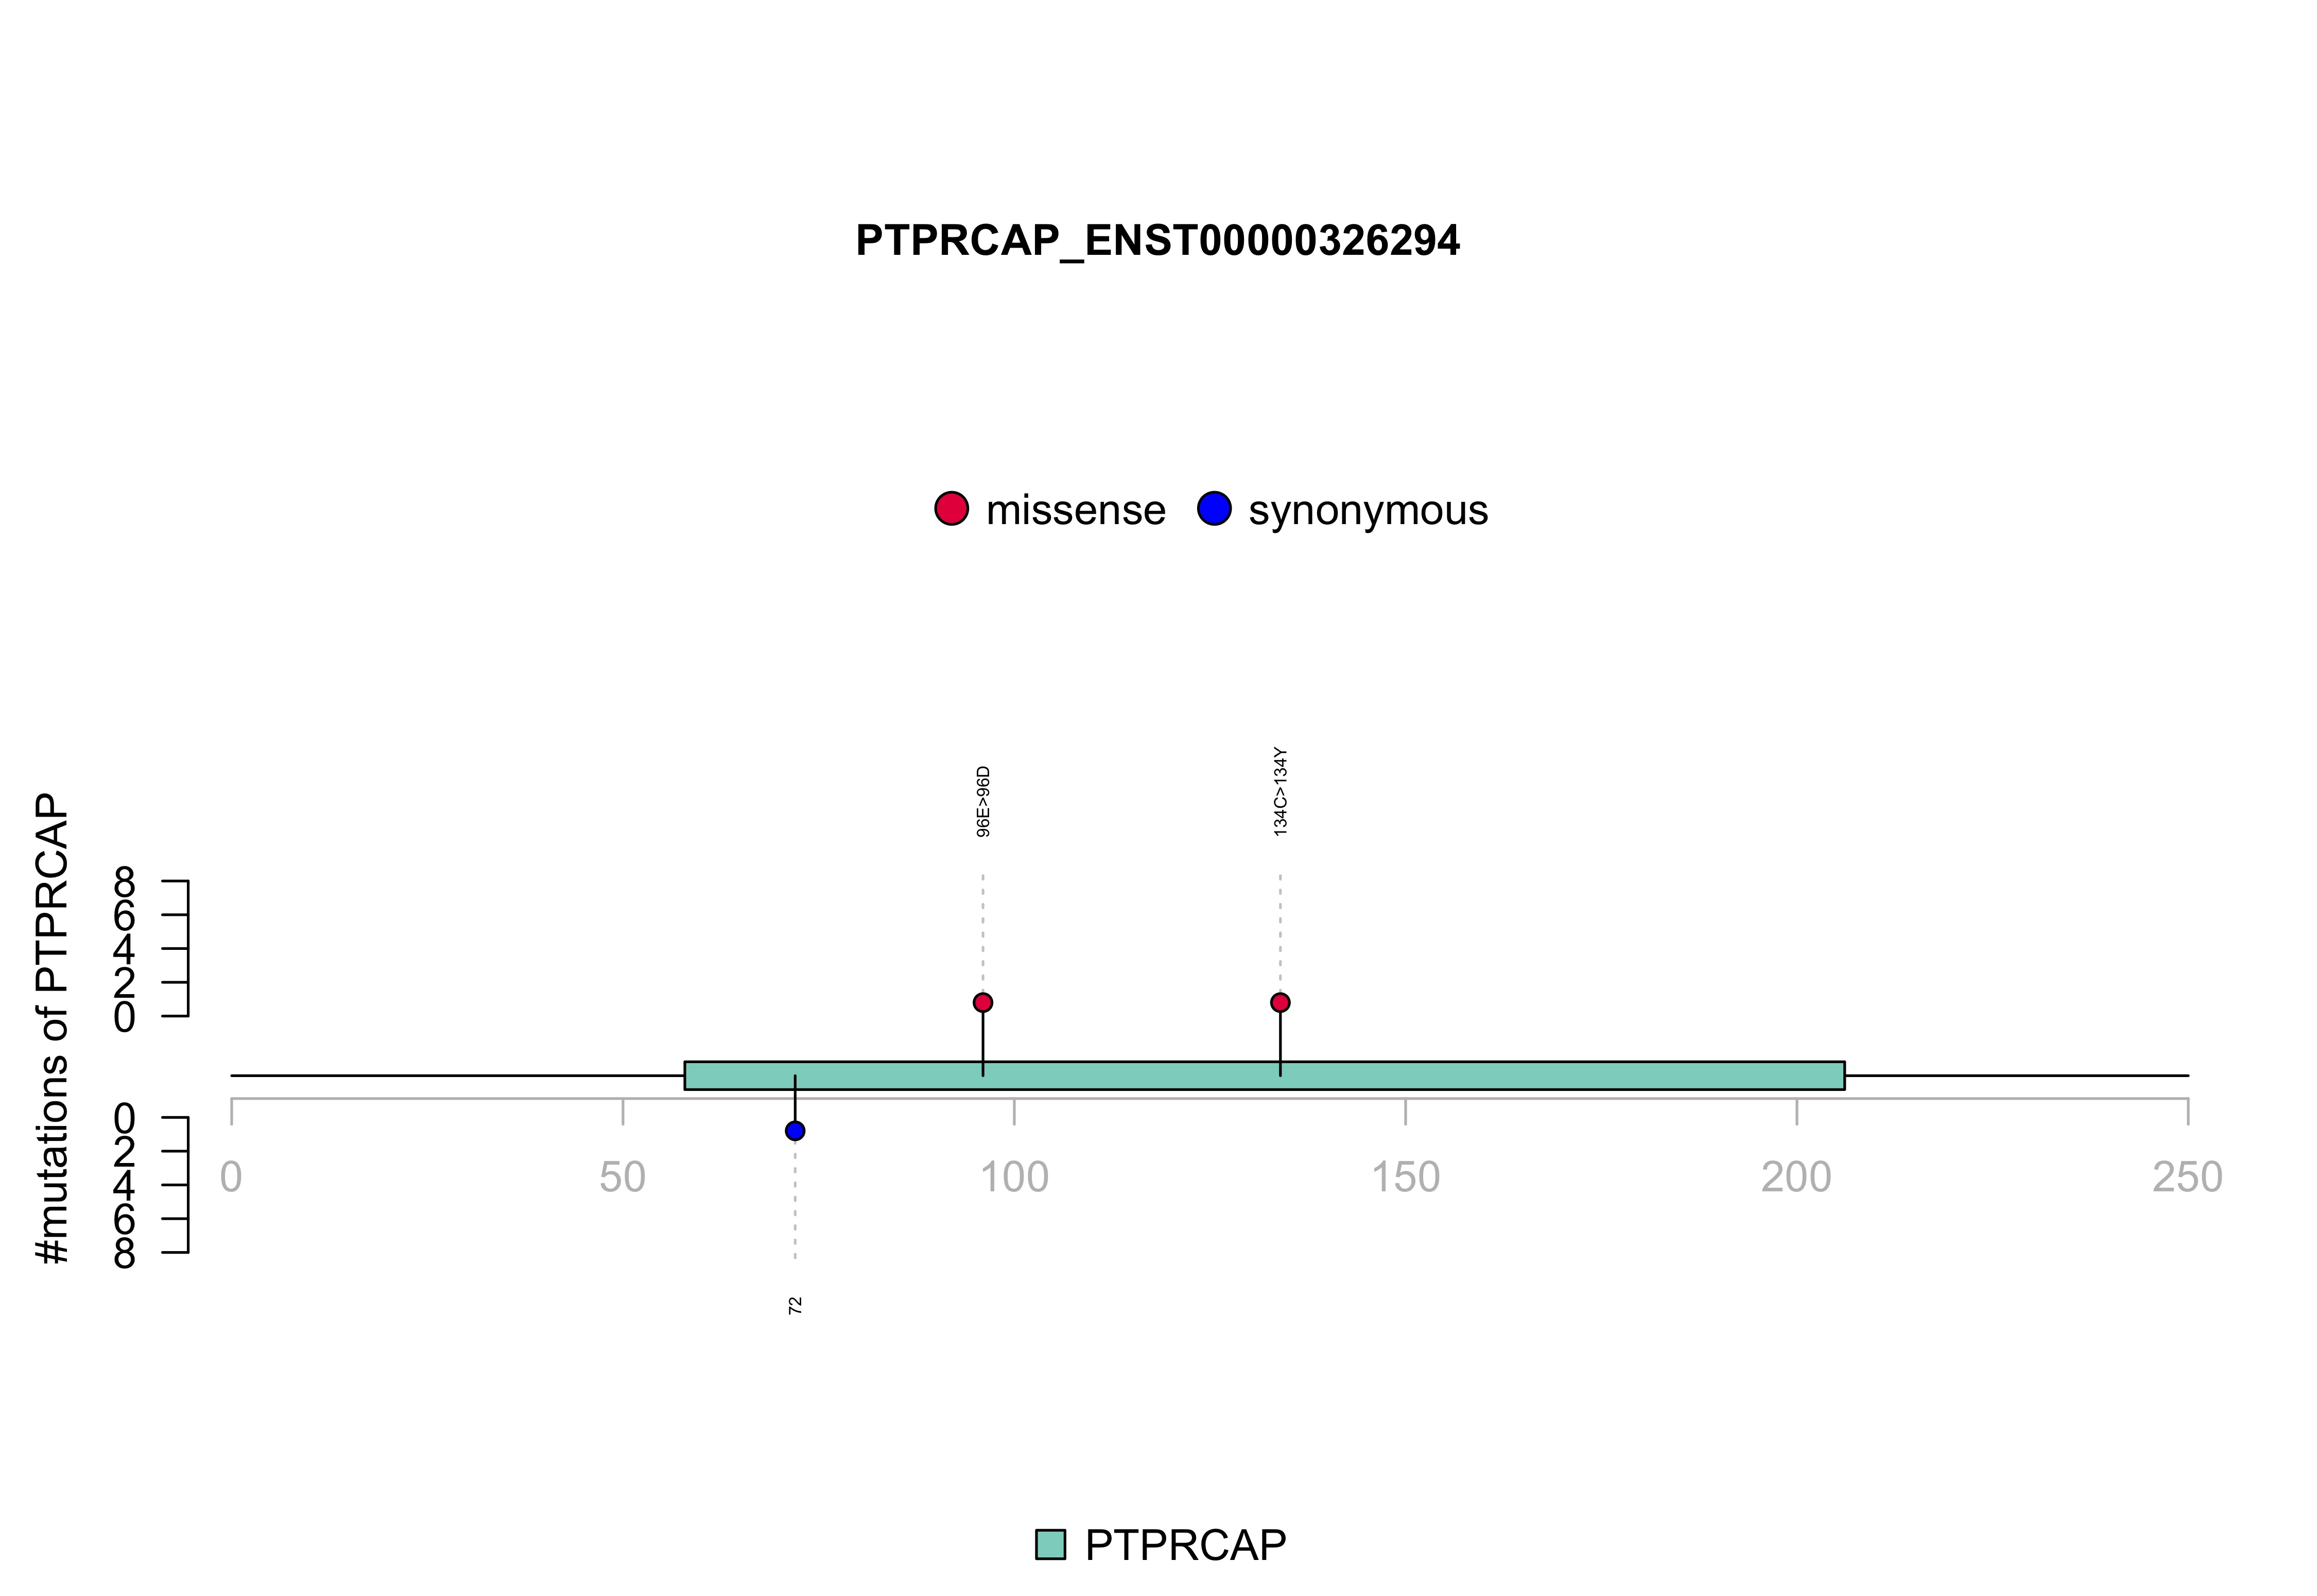 PTPRCAP_ENST00000326294
missense synonymous
96E>96D
134C>134Y
#mutations of PTPRCAP
8
6
4
2
0
0
2
4
6
8
0 50 100 150 200 250
72
PTPRCAP